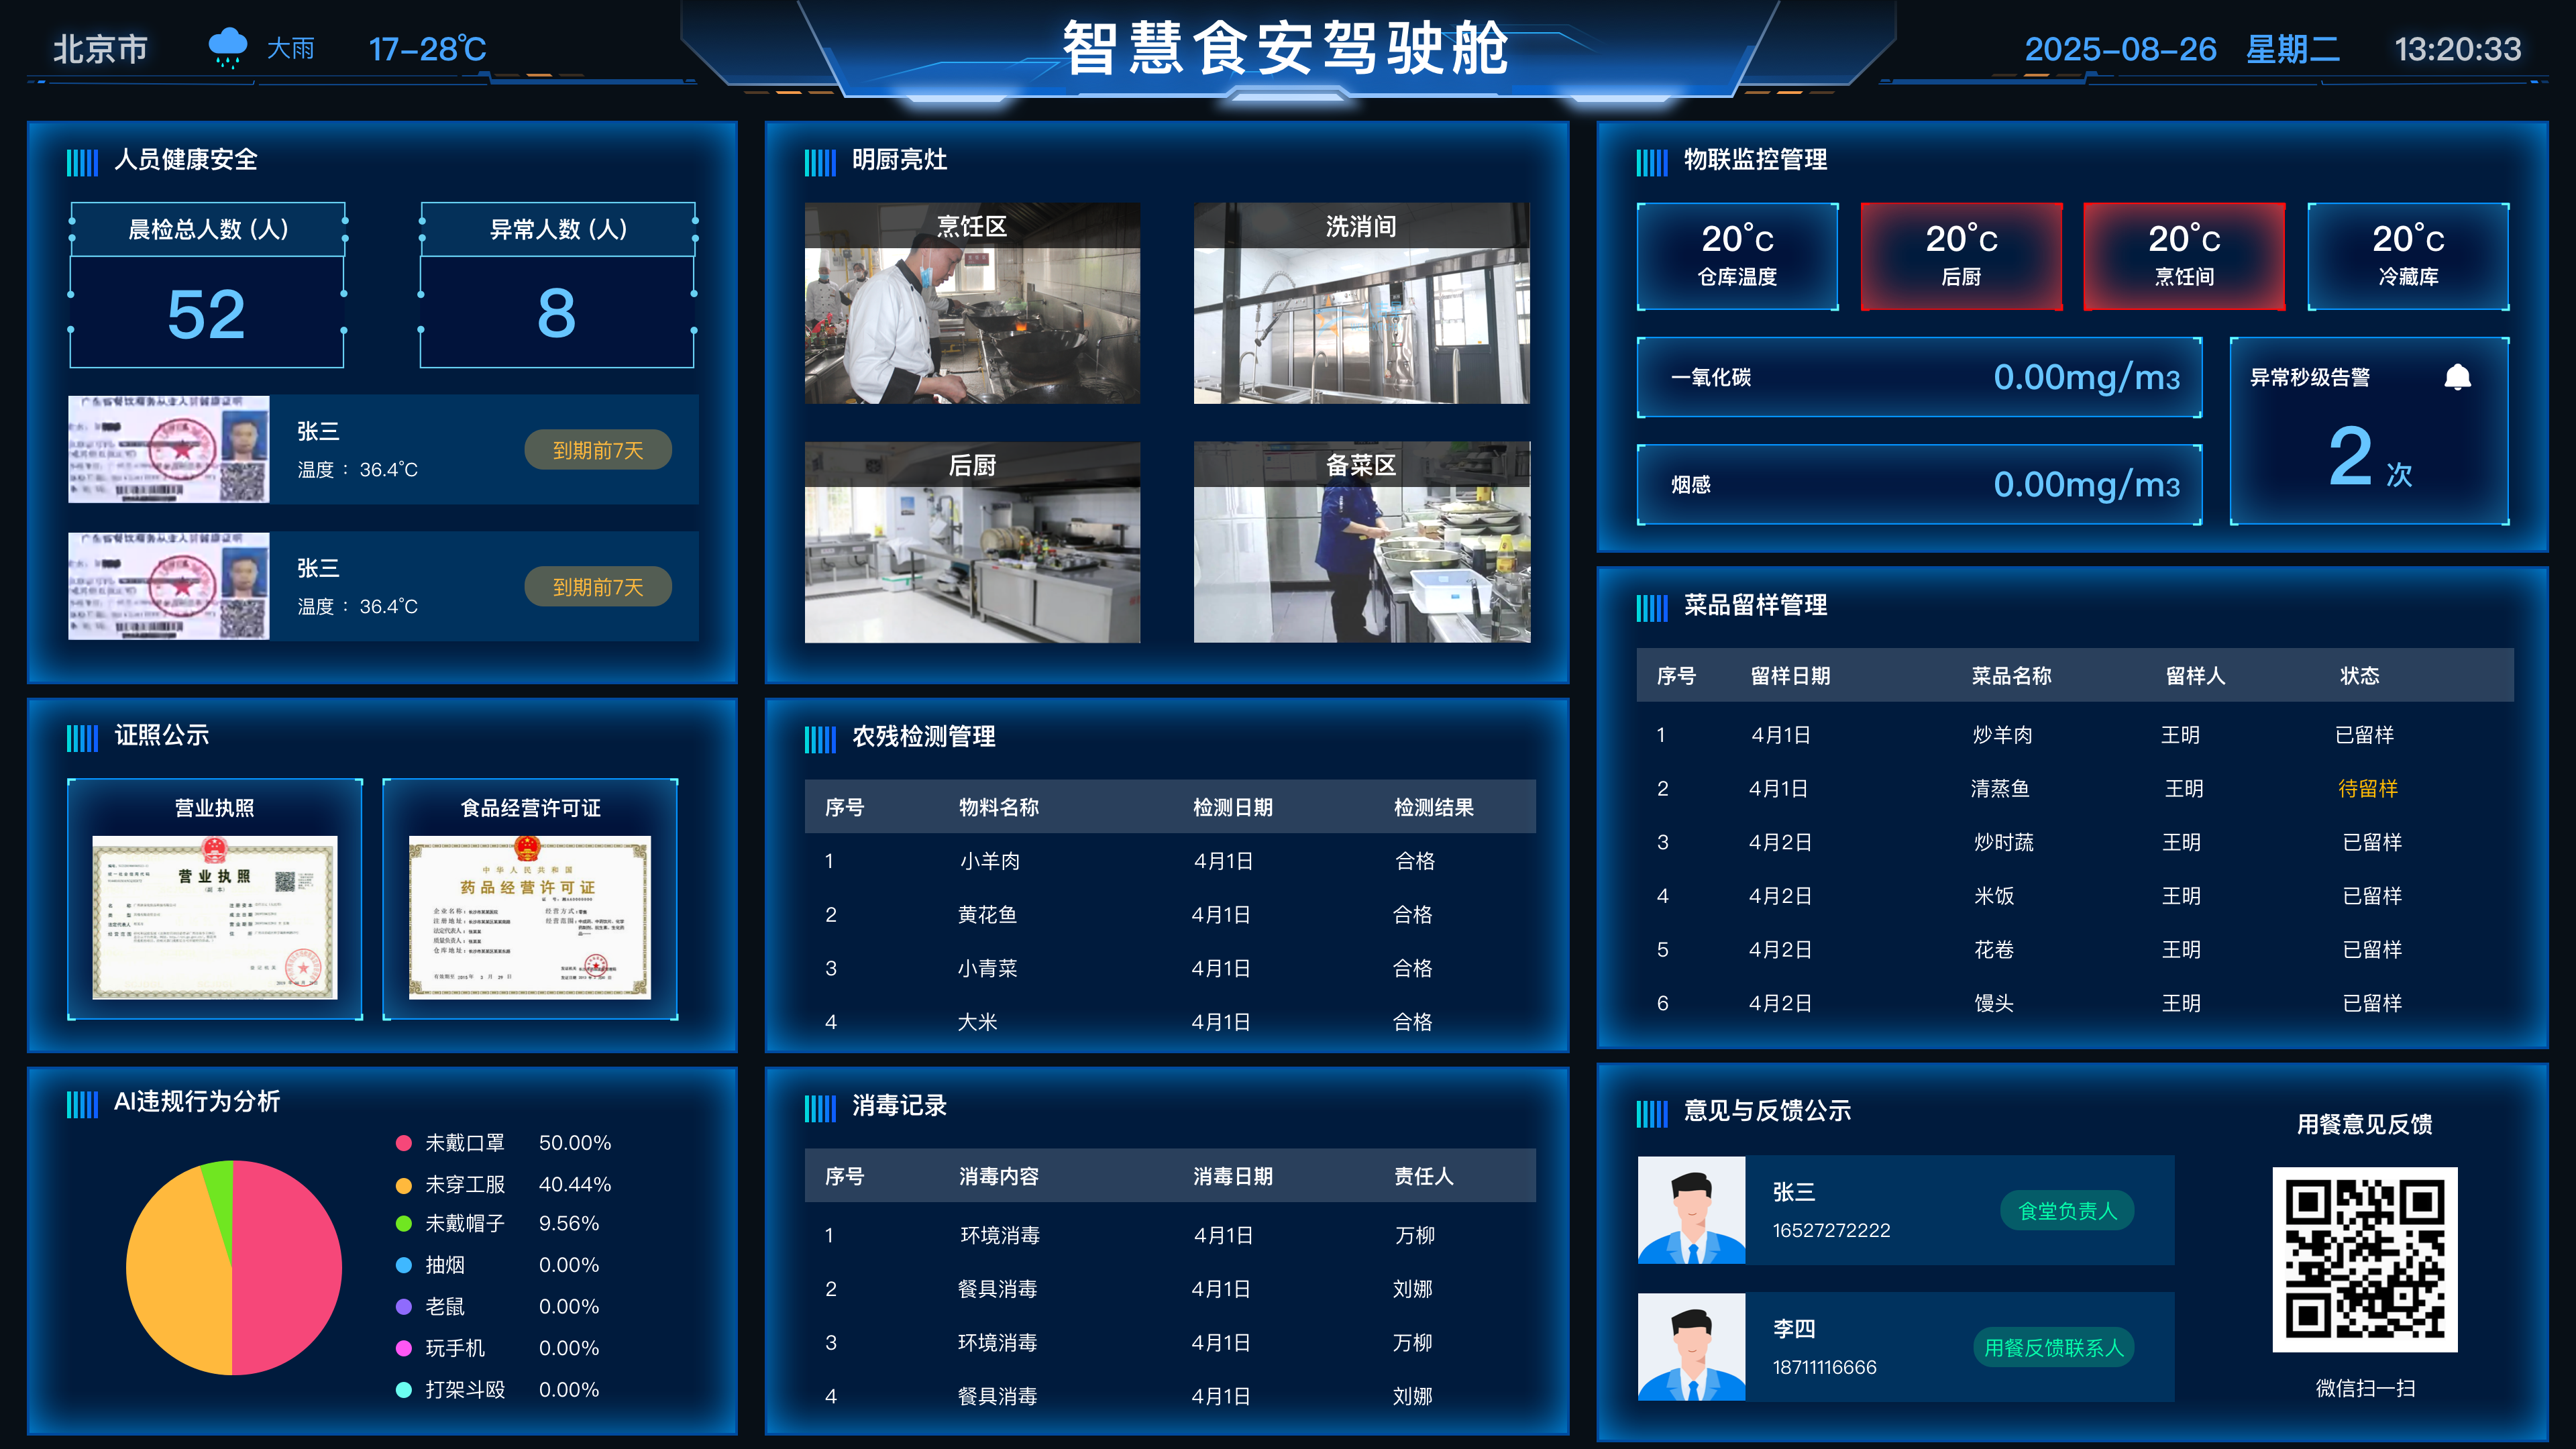 北京市
大雨
17-28℃
智慧食安驾驶舱
2025-08-26 星期二 13:20:33
人员健康安全
晨检总人数 (人)
52
异常人数 (人)
8
张三
温度 : 36.4°C
到期前7天
张三
温度 : 36.4°C
到期前7天
证照公示
营业执照
营业执照
食品经营许可证
中华人民共和国
药品经营许可证
AI违规行为分析
未戴口罩 50.00%
未穿工服 40.44%
未戴帽子 9.56%
抽烟 0.00%
老鼠 0.00%
玩手机 0.00%
打架斗殴 0.00%
明厨亮灶
烹饪区
洗消间
后厨
备菜区
农残检测管理
序号 物料名称 检测日期 检测结果
1 小羊肉 4月1日 合格
2 黄花鱼 4月1日 合格
3 小青菜 4月1日 合格
4 大米 4月1日 合格
消毒记录
序号 消毒内容 消毒日期 责任人
1 环境消毒 4月1日 万柳
2 餐具消毒 4月1日 刘娜
3 环境消毒 4月1日 万柳
4 餐具消毒 4月1日 刘娜
物联监控管理
20°C
仓库温度
20°C
后厨
20°C
烹饪间
20°C
冷藏库
一氧化碳 0.00mg/m3
烟感 0.00mg/m3
异常秒级告警
2 次
菜品留样管理
序号 留样日期 菜品名称 留样人 状态
1 4月1日 炒羊肉 王明 已留样
2 4月1日 清蒸鱼 王明 待留样
3 4月2日 炒时蔬 王明 已留样
4 4月2日 米饭 王明 已留样
5 4月2日 花卷 王明 已留样
6 4月2日 馒头 王明 已留样
意见与反馈公示
张三
16527272222
食堂负责人
李四
18711116666
用餐反馈联系人
用餐意见反馈
微信扫一扫